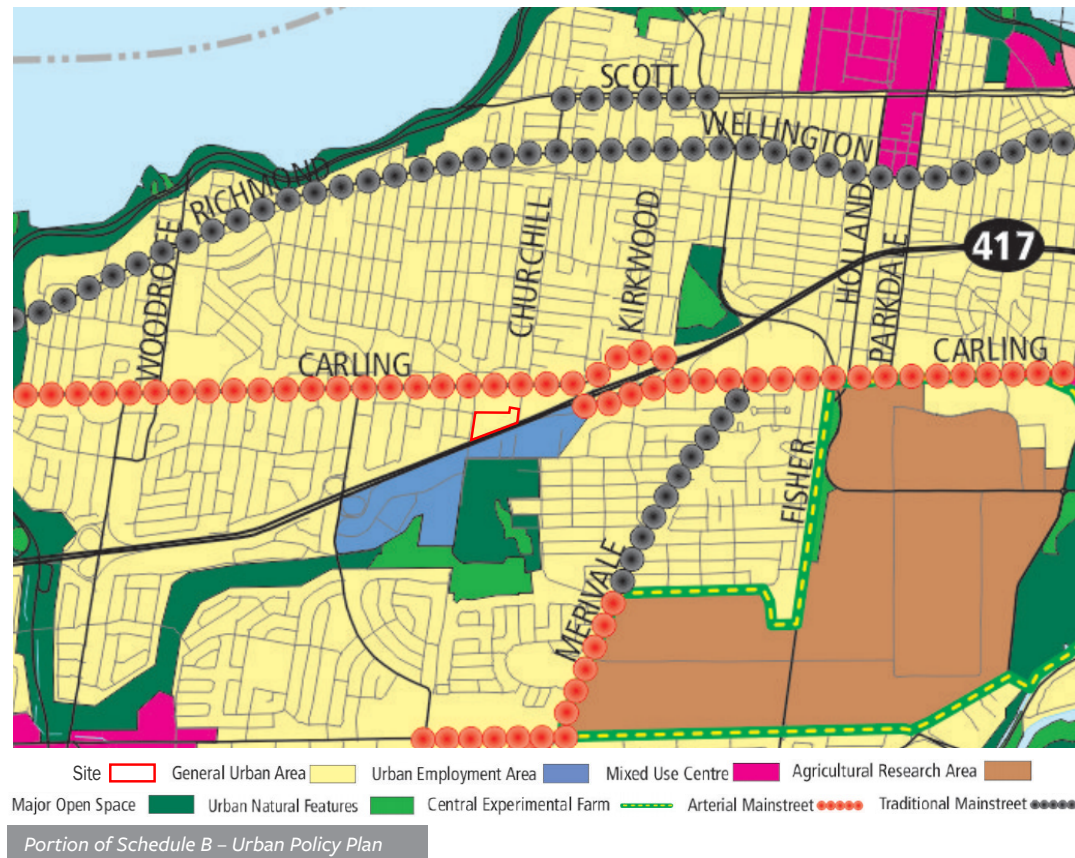 SCOTT
WELLINGTON
RICHMOND
WOODROFFE
CHURCHILL
KIRKWOOD
HOLLAND
PARKDALE
417
CARLING
CARLING
FISHER
MERIVALE
Site General Urban Area Urban Employment Area Mixed Use Centre Agricultural Research Area
Major Open Space Urban Natural Features Central Experimental Farm Arterial Mainstreet Traditional Mainstreet
Portion of Schedule B – Urban Policy Plan